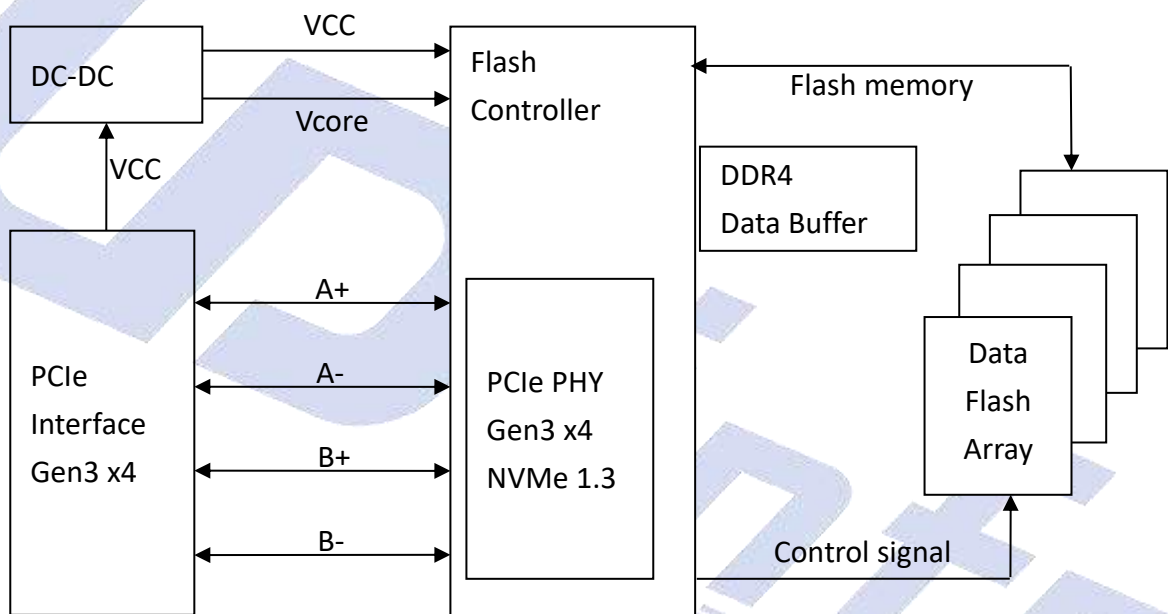 VCC
DC-DC
Vcore
VCC
Flash
Controller
Flash memory
DDR4
Data Buffer
PCIe
Interface
Gen3 x4
A+
A-
B+
B-
PCIe PHY
Gen3 x4
NVMe 1.3
Data
Flash
Array
Control signal